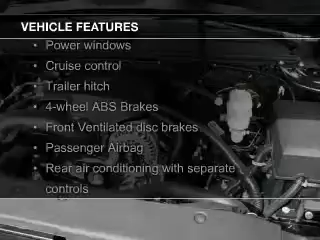 VEHICLE FEATURES
• Power windows
• Cruise control
• Trailer hitch
• 4-wheel ABS Brakes
• Front Ventilated disc brakes
• Passenger Airbag
• Rear air conditioning with separate
controls